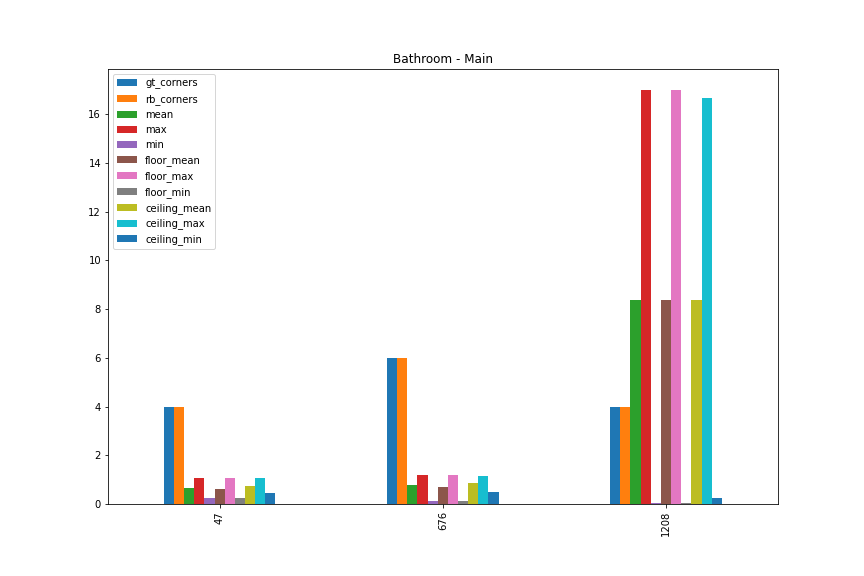 Bathroom - Main
gt_corners
rb_corners
mean
max
min
floor_mean
floor_max
floor_min
ceiling_mean
ceiling_max
ceiling_min
16
14
12
10
8
6
4
2
0
47
676
1208